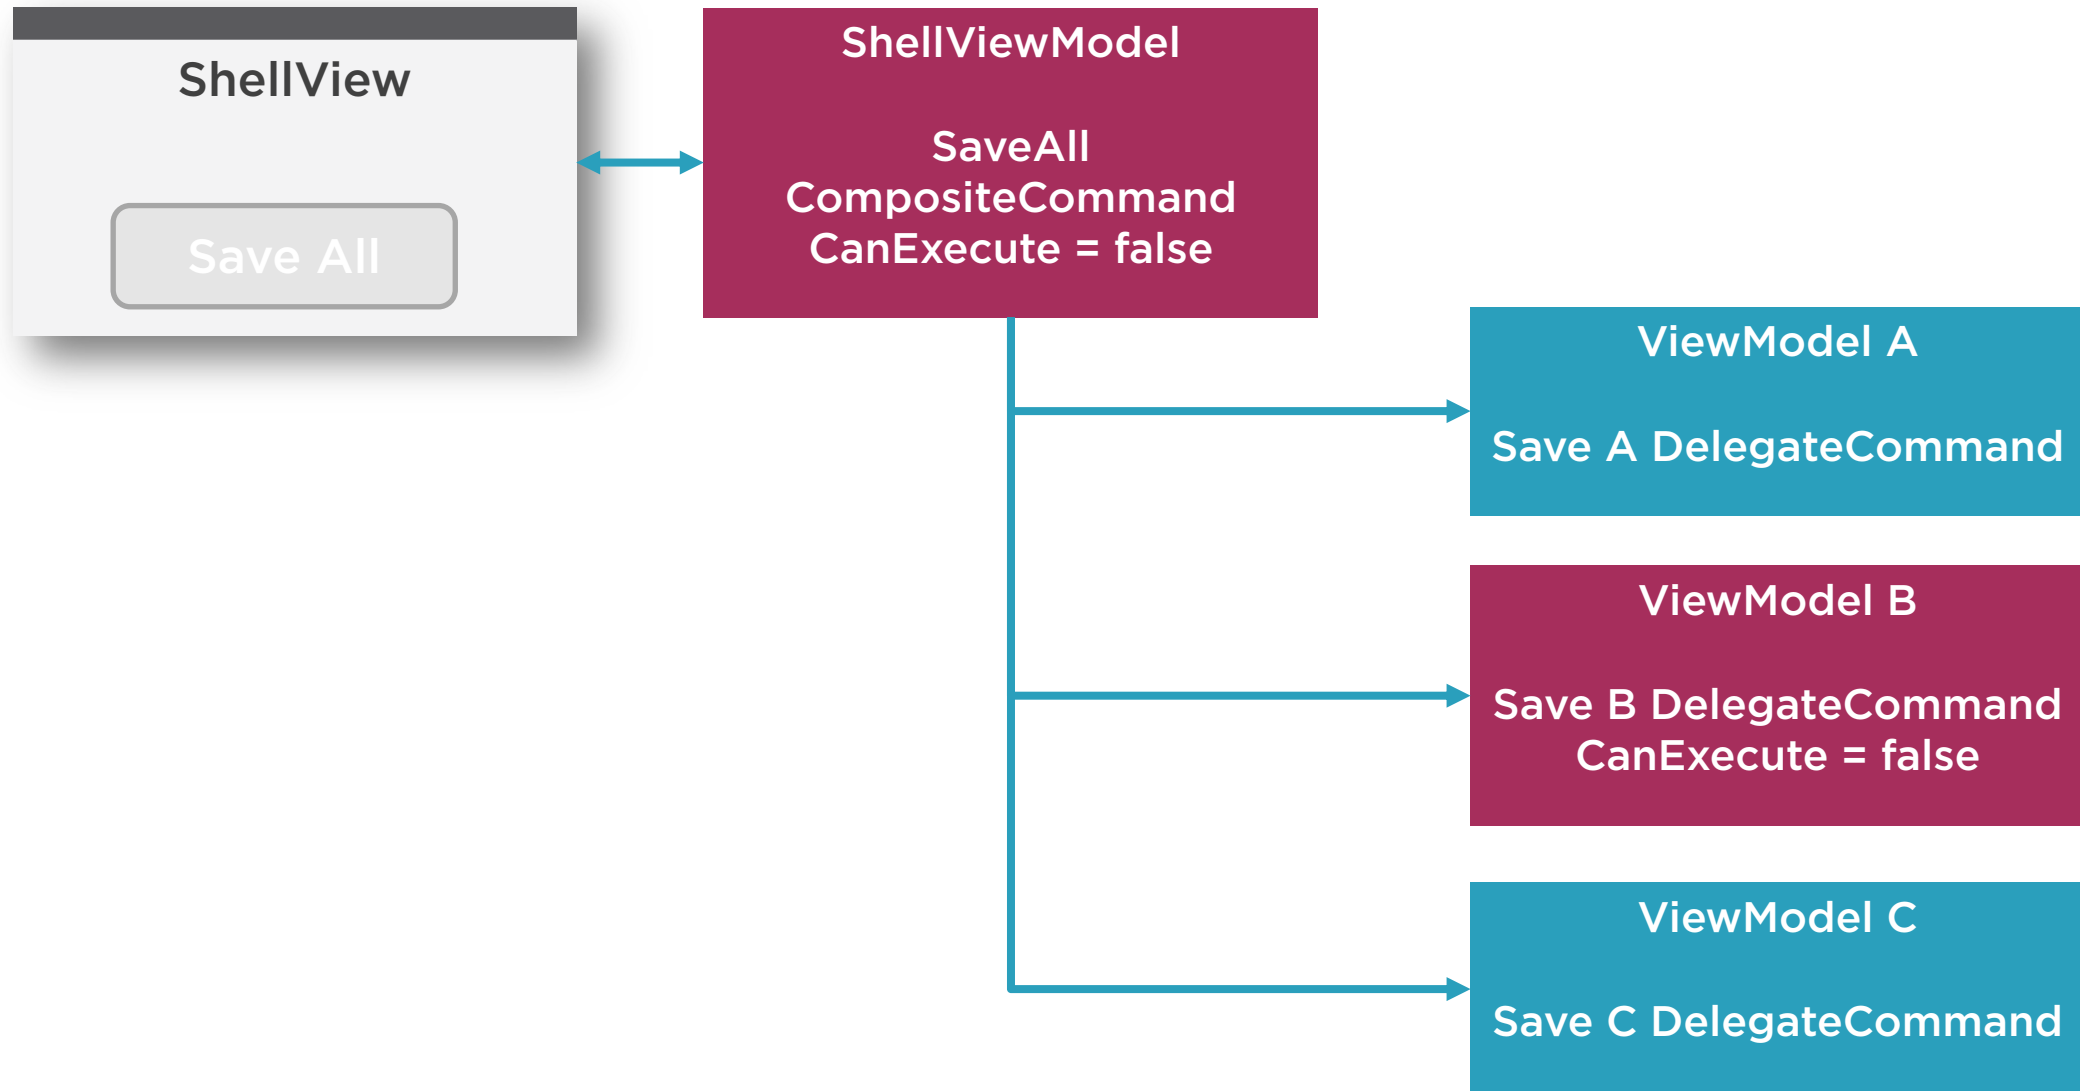 ShellView
Save All
ShellViewModel
SaveAll
CompositeCommand
CanExecute = false
ViewModel A
Save A DelegateCommand
ViewModel B
Save B DelegateCommand
CanExecute = false
ViewModel C
Save C DelegateCommand